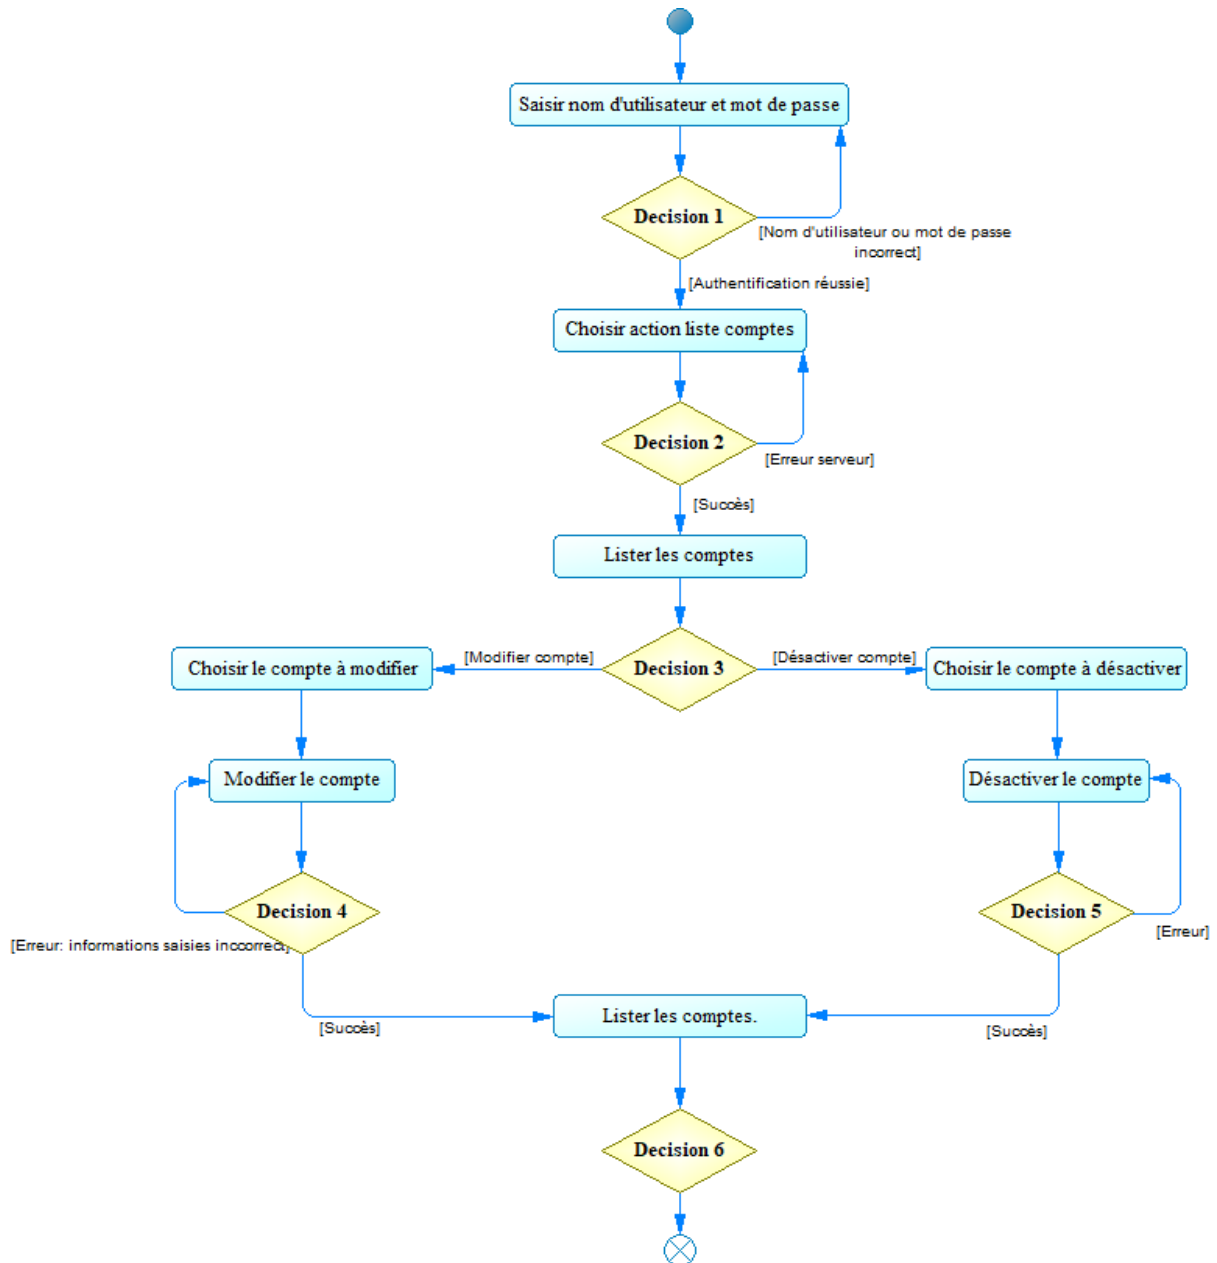 Saisir nom d'utilisateur et mot de passe
Decision 1
[Nom d'utilisateur ou mot de passe
incorrect]
[Authentification réussie]
Choisir action liste comptes
Decision 2
[Erreur serveur]
[Succès]
Lister les comptes
[Modifier compte]
[Désactiver compte]
Choisir le compte à modifier
Decision 3
Choisir le compte à désactiver
Modifier le compte
Désactiver le compte
Decision 4
Decision 5
[Erreur: informations saisies inccorrect]
[Erreur]
Lister les comptes.
[Succès]
[Succès]
Decision 6